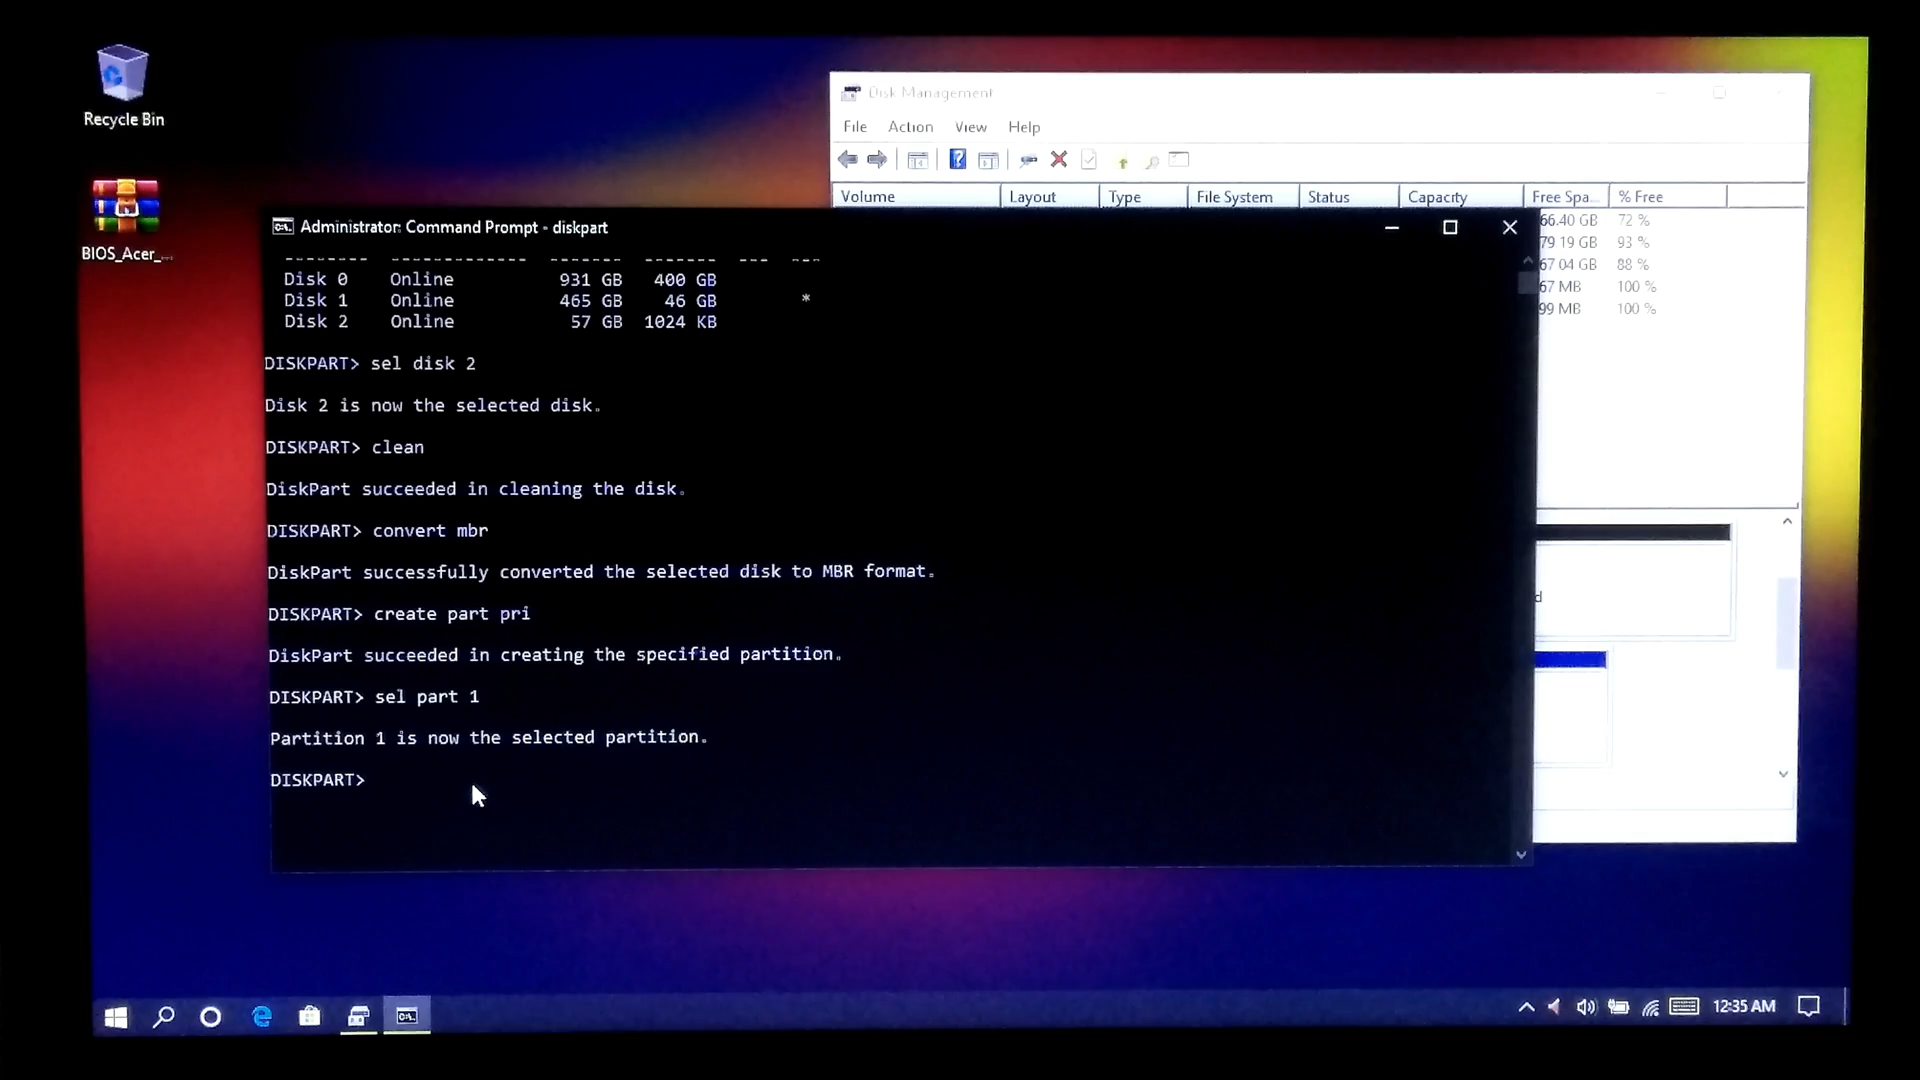 Recycle Bin
BIOS_Acer_...
Disk Management
File Action View Help
Volume Layout Type File System Status Capacity Free Spa... % Free
66.40 GB 72 %
79.19 GB 93 %
67.04 GB 88 %
67 MB 100 %
99 MB 100 %
Administrator: Command Prompt - diskpart
-------- ------------- ------- ------- --- ---
Disk 0 Online 931 GB 400 GB
Disk 1 Online 465 GB 46 GB *
Disk 2 Online 57 GB 1024 KB
DISKPART> sel disk 2
Disk 2 is now the selected disk.
DISKPART> clean
DiskPart succeeded in cleaning the disk.
DISKPART> convert mbr
DiskPart successfully converted the selected disk to MBR format.
DISKPART> create part pri
DiskPart succeeded in creating the specified partition.
DISKPART> sel part 1
Partition 1 is now the selected partition.
DISKPART>
12:35 AM